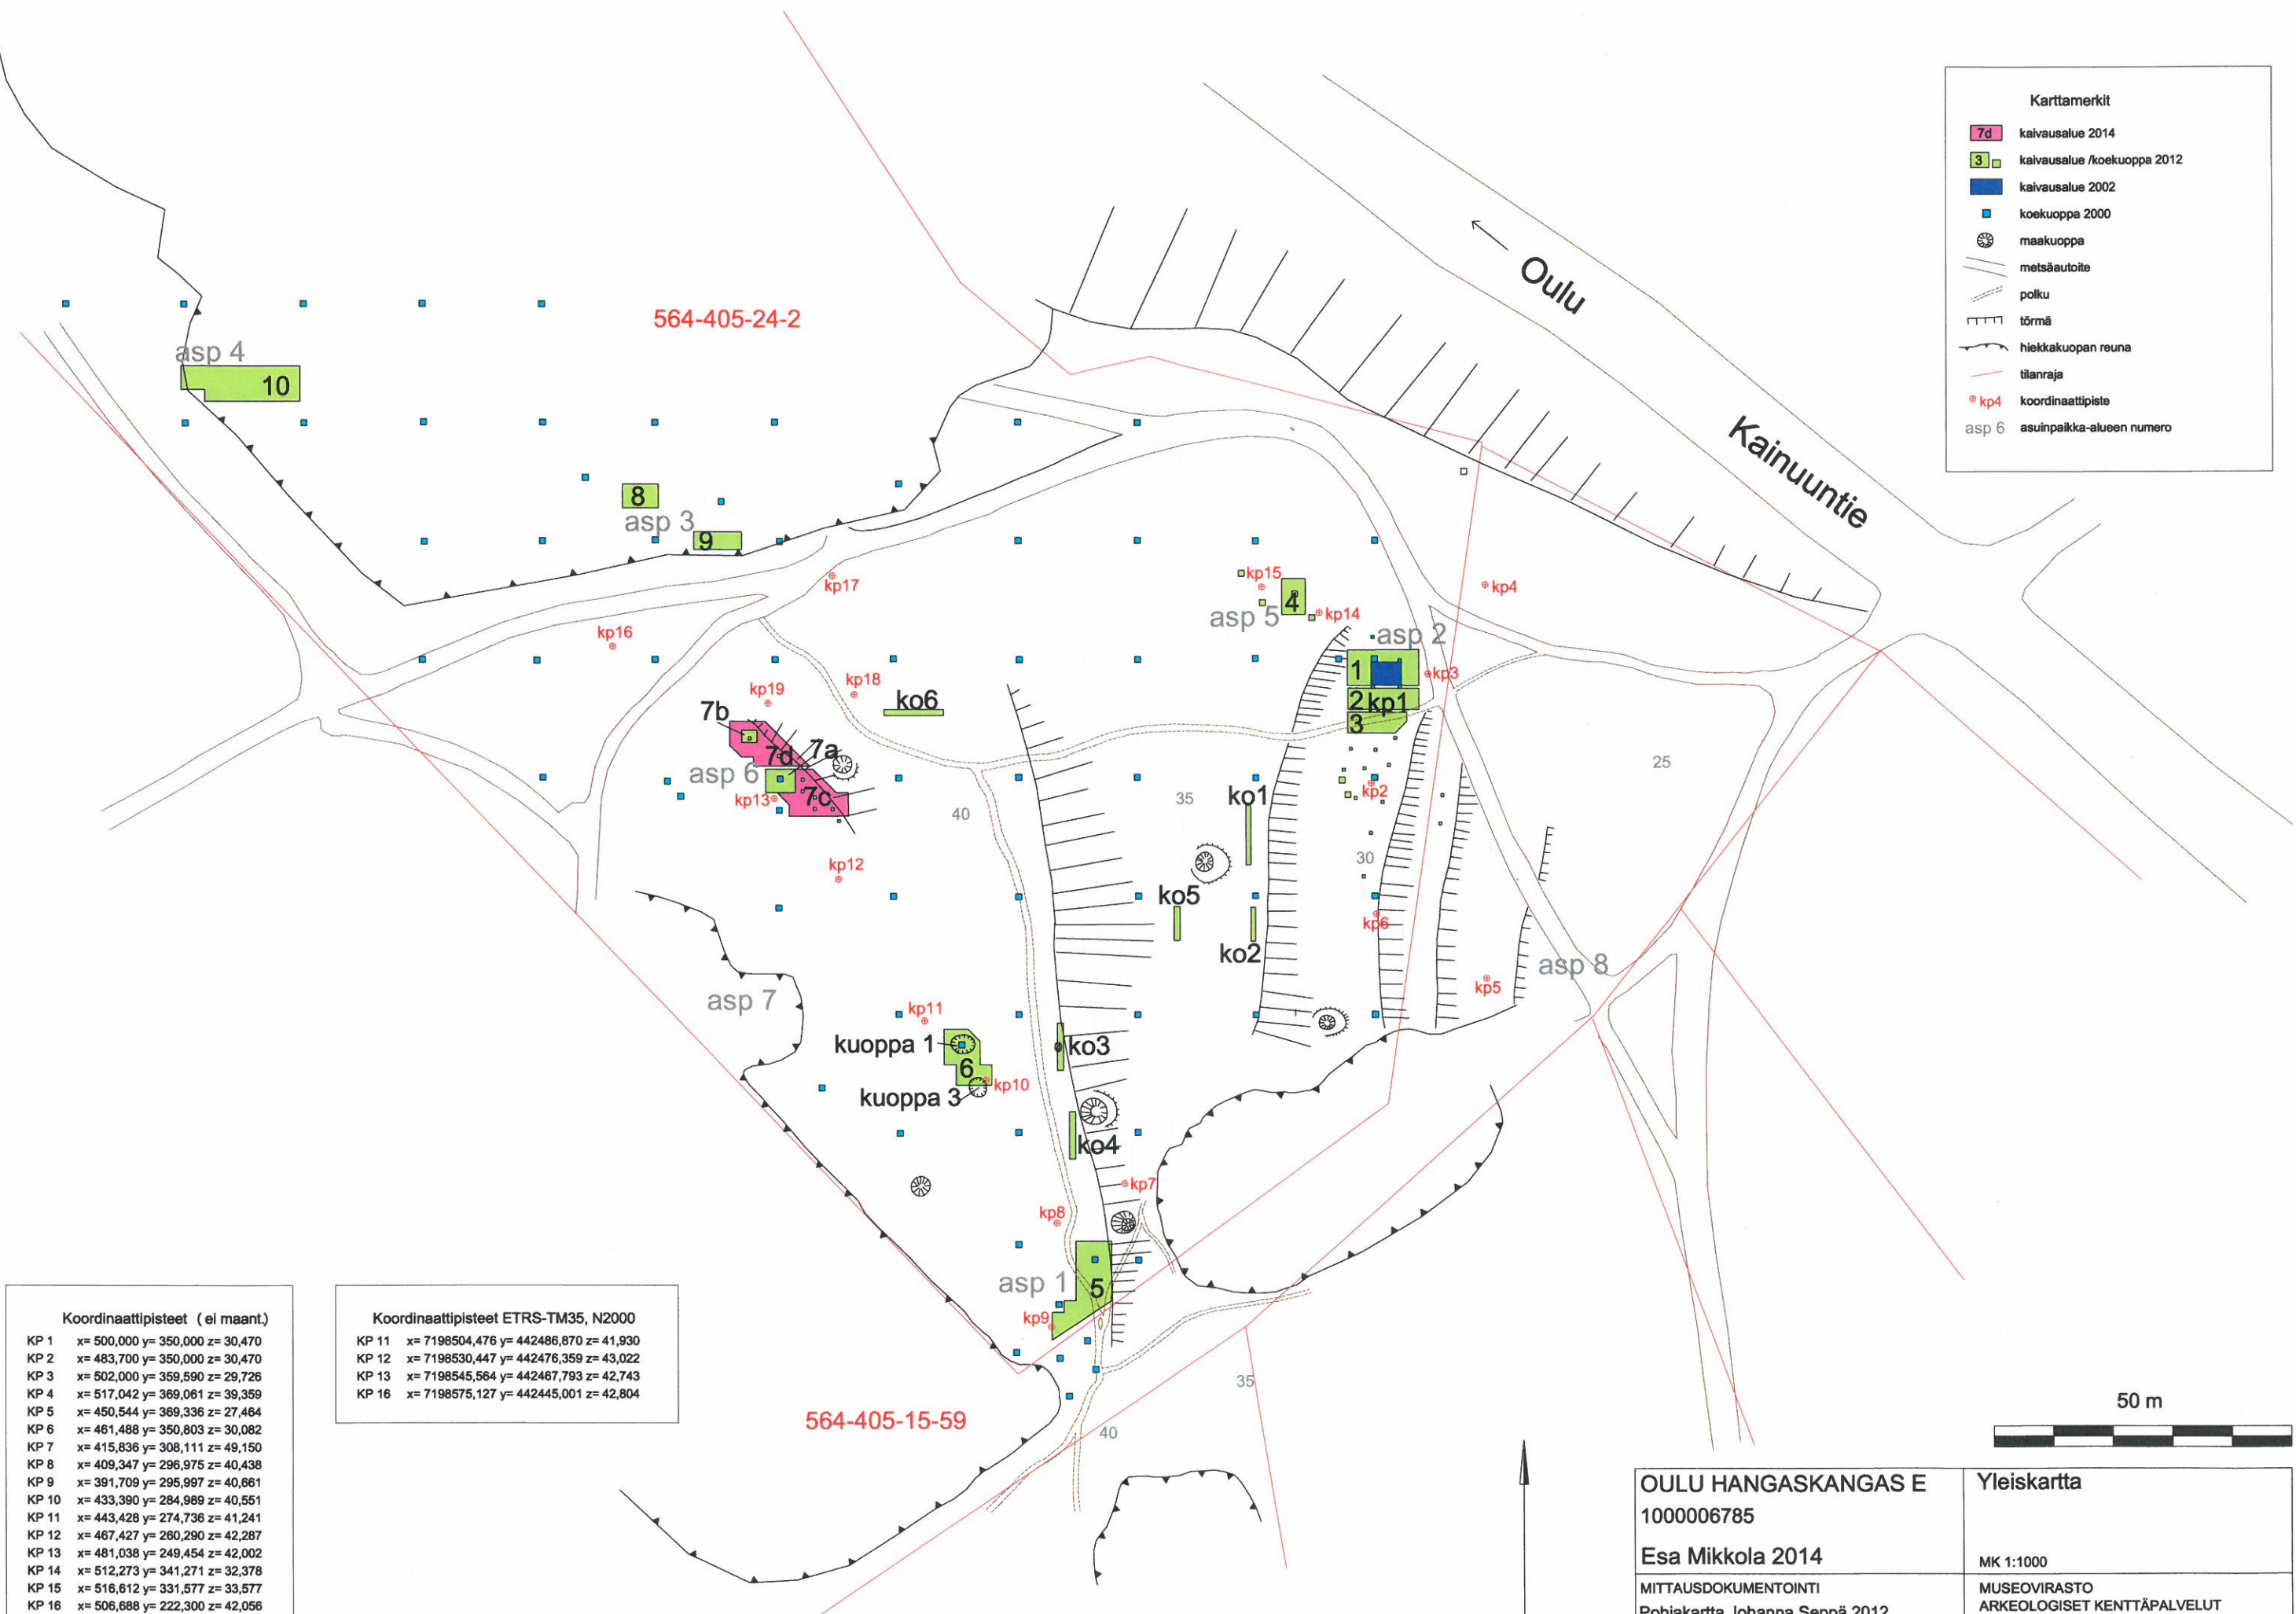 Karttamerkit
7d kaivausalue 2014
3 kaivausalue /koekuoppa 2012
kaivausalue 2002
koekuoppa 2000
maakuoppa
metsäautoite
polku
törmä
hiekkakuopan reuna
tilanraja
kp4 koordinaattipiste
asp 6 asuinpaikka-alueen numero
Oulu
Kainuuntie
564-405-24-2
asp 4
10
8
asp 3
9
kp17
kp15
4
kp14
asp 5
kp4
kp16
asp 2
1
kp3
2 kp1
3
kp19
kp18
ko6
7b
7d
7a
asp 6
kp13
7c
25
kp2
35
ko1
40
kp12
30
ko5
kp6
ko2
asp 8
kp5
asp 7
kp11
kuoppa 1
6
ko3
kp10
kuoppa 3
ko4
kp7
kp8
asp 1
5
kp9
35
564-405-15-59
40
50 m
Koordinaattipisteet ( ei maant.)
KP 1 x= 500,000 y= 350,000 z= 30,470
KP 2 x= 483,700 y= 350,000 z= 30,470
KP 3 x= 502,000 y= 359,590 z= 29,726
KP 4 x= 517,042 y= 369,061 z= 39,359
KP 5 x= 450,544 y= 369,336 z= 27,464
KP 6 x= 461,488 y= 350,803 z= 30,082
KP 7 x= 415,836 y= 308,111 z= 49,150
KP 8 x= 409,347 y= 296,975 z= 40,438
KP 9 x= 391,709 y= 295,997 z= 40,661
KP 10 x= 433,390 y= 284,989 z= 40,551
KP 11 x= 443,428 y= 274,736 z= 41,241
KP 12 x= 467,427 y= 260,290 z= 42,287
KP 13 x= 481,038 y= 249,454 z= 42,002
KP 14 x= 512,273 y= 341,271 z= 32,378
KP 15 x= 516,612 y= 331,577 z= 33,577
KP 16 x= 506,688 y= 222,300 z= 42,056
Koordinaattipisteet ETRS-TM35, N2000
KP 11 x= 7198504,476 y= 442486,870 z= 41,930
KP 12 x= 7198530,447 y= 442476,359 z= 43,022
KP 13 x= 7198545,564 y= 442467,793 z= 42,743
KP 16 x= 7198575,127 y= 442445,001 z= 42,804
OULU HANGASKANGAS E
1000006785
Esa Mikkola 2014
MITTAUSDOKUMENTOINTI
Pohjakartta Johanna Seppä 2012
Yleiskartta
MK 1:1000
MUSEOVIRASTO
ARKEOLOGISET KENTTÄPALVELUT